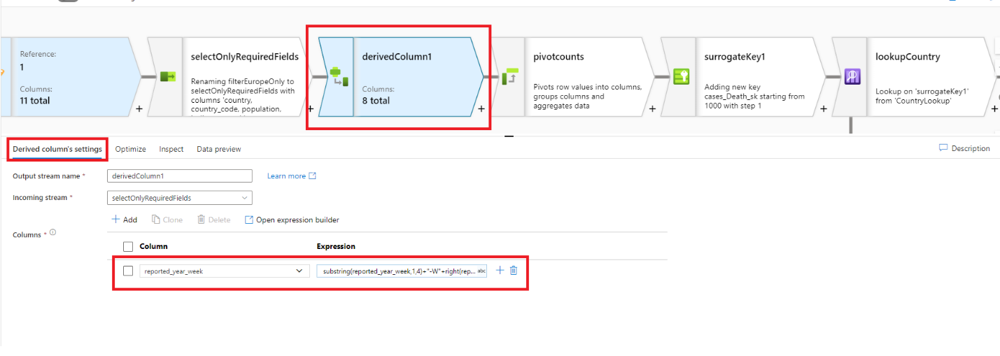 Reference:
1
Columns:
11 total
selectOnlyRequiredFields
Renaming filterEuropeOnly to
selectOnlyRequiredFields with
columns 'country,
country_code, population,
derivedColumn1
Columns:
8 total
pivotcounts
Pivots row values into columns,
groups columns and
aggregates data
surrogateKey1
Adding new key
cases_Death_sk starting from
1000 with step 1
lookupCountry
Lookup on 'surrogateKey1'
from 'CountryLookup'
Derived column's settings Optimize Inspect Data preview Description
Output stream name * derivedColumn1 Learn more
Incoming stream * selectOnlyRequiredFields
+ Add Clone Delete Open expression builder
Columns *
Column Expression
reported_year_week substring(reported_year_week,1,4)+"-W"+right(rep... abc